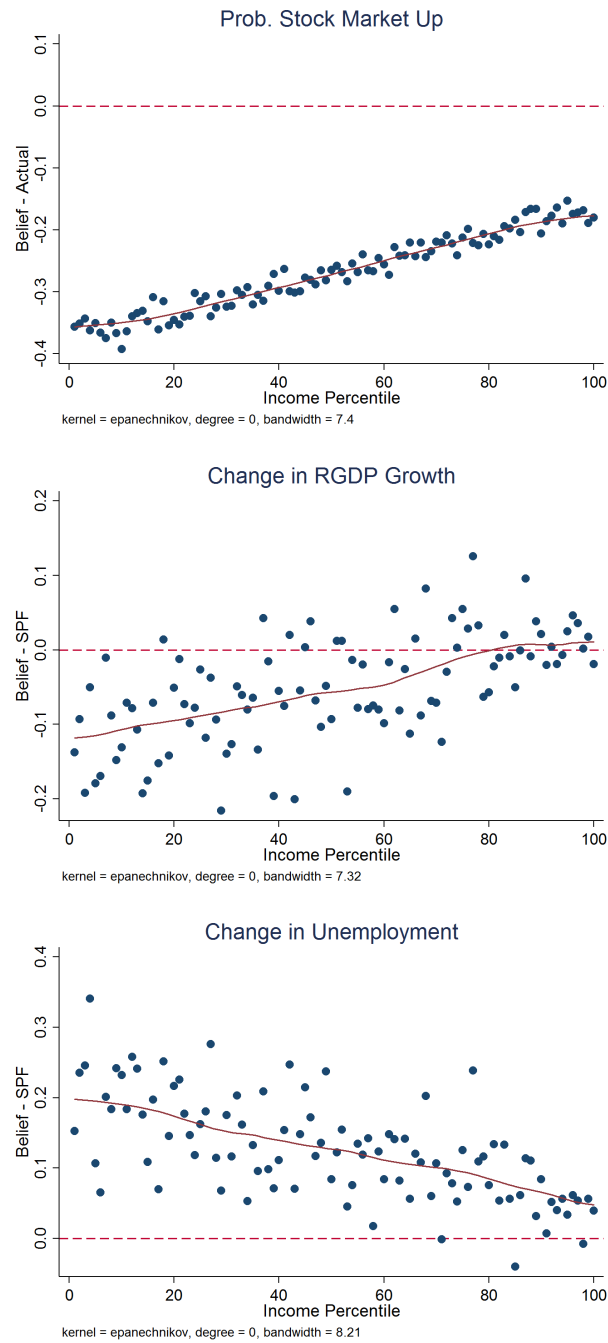 Prob. Stock Market Up
Belief - Actual
0.1
0.0
-0.1
-0.2
-0.3
-0.4
0 20 40 60 80 100
Income Percentile
kernel = epanechnikov, degree = 0, bandwidth = 7.4
Change in RGDP Growth
Belief - SPF
0.2
0.1
0.0
-0.1
-0.2
0 20 40 60 80 100
Income Percentile
kernel = epanechnikov, degree = 0, bandwidth = 7.32
Change in Unemployment
Belief - SPF
0.4
0.3
0.2
0.1
0.0
0 20 40 60 80 100
Income Percentile
kernel = epanechnikov, degree = 0, bandwidth = 8.21